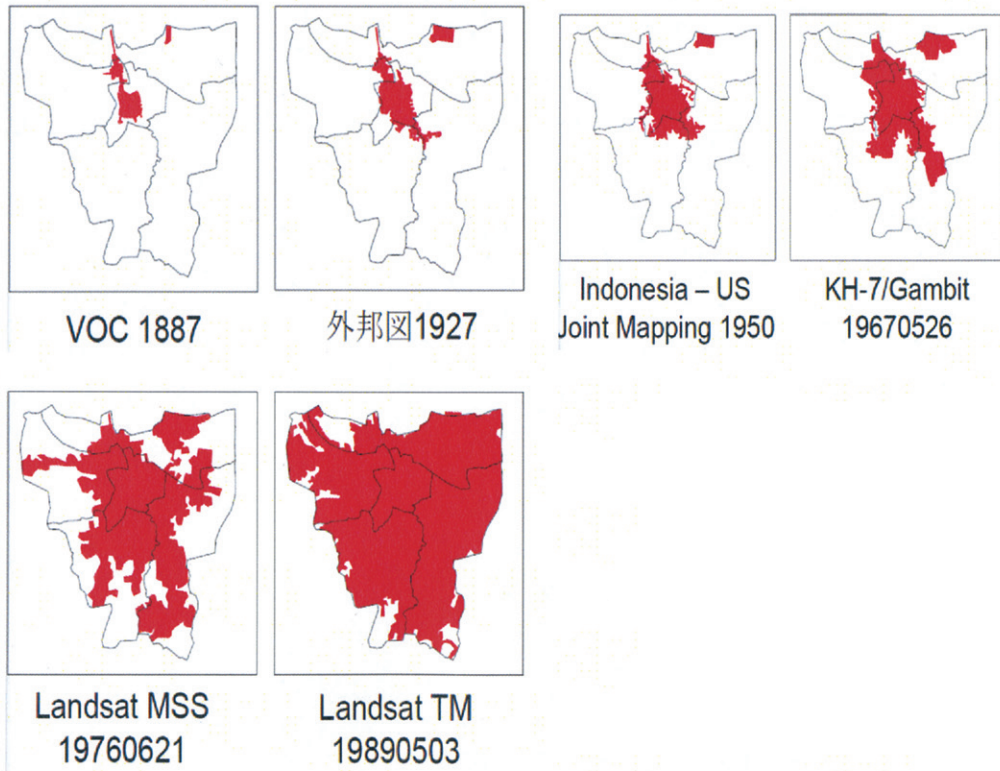 VOC 1887
外邦図1927
Indonesia – US
Joint Mapping 1950
KH-7/Gambit
19670526
Landsat MSS
19760621
Landsat TM
19890503